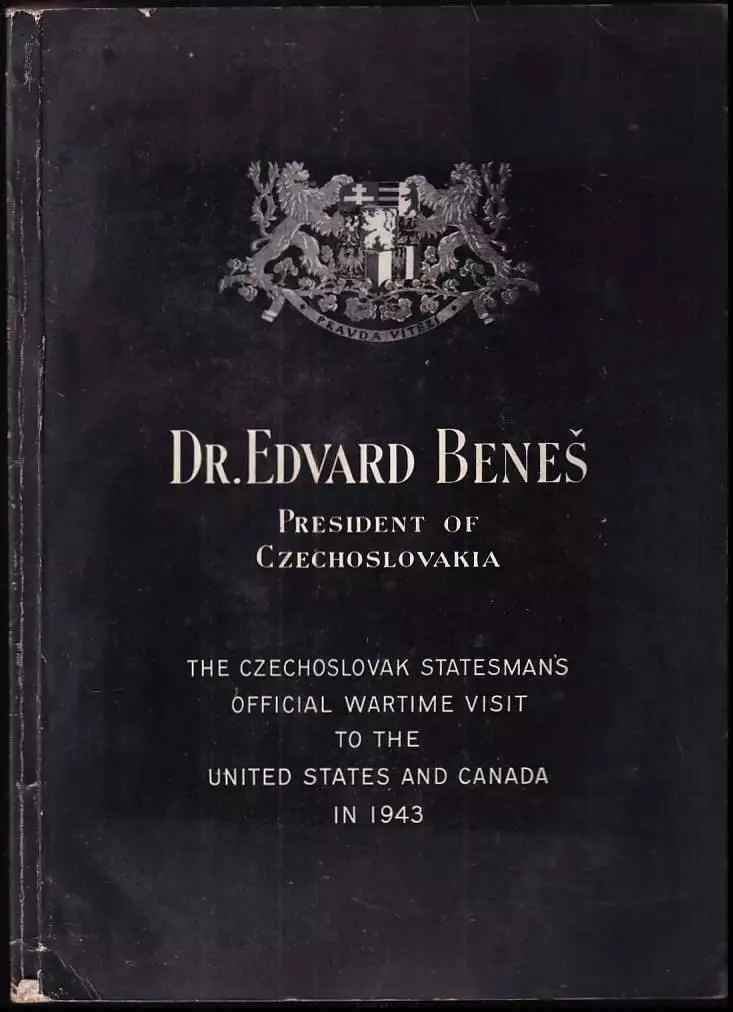 PRAVDA VÍTĚZÍ
DR. EDVARD BENEŠ
PRESIDENT OF
CZECHOSLOVAKIA
THE CZECHOSLOVAK STATESMAN'S
OFFICIAL WARTIME VISIT
TO THE
UNITED STATES AND CANADA
IN 1943